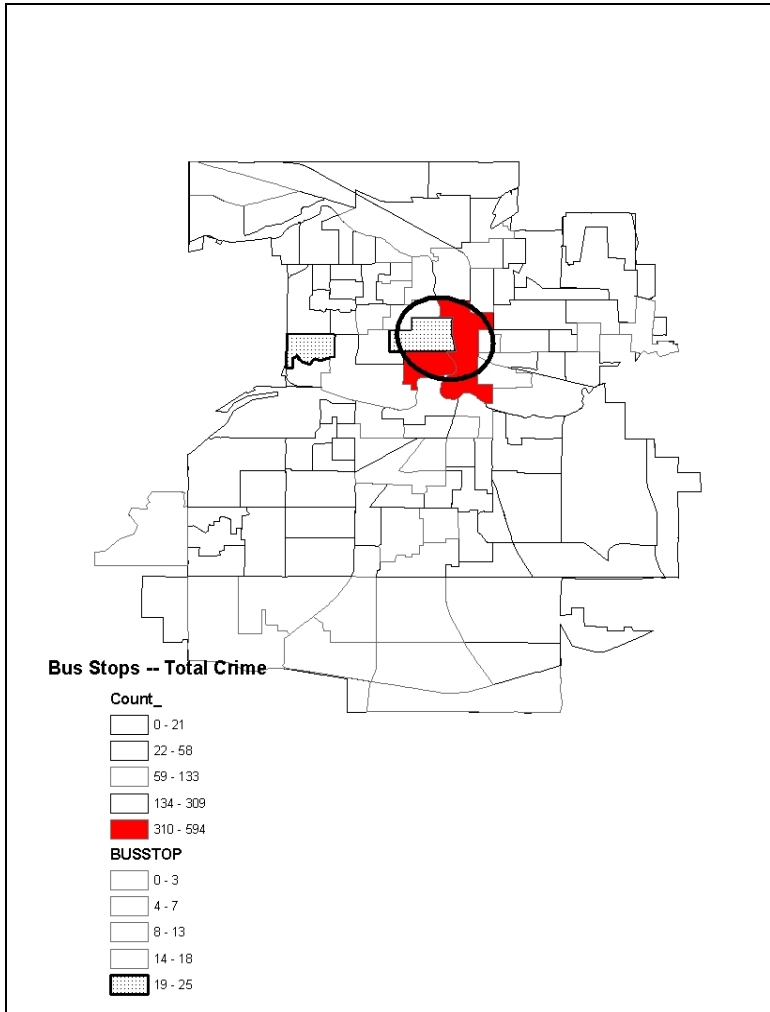 Bus Stops -- Total Crime
Count_
0 - 21
22 - 58
59 - 133
134 - 309
310 - 594
BUSSTOP
0 - 3
4 - 7
8 - 13
14 - 18
19 - 25